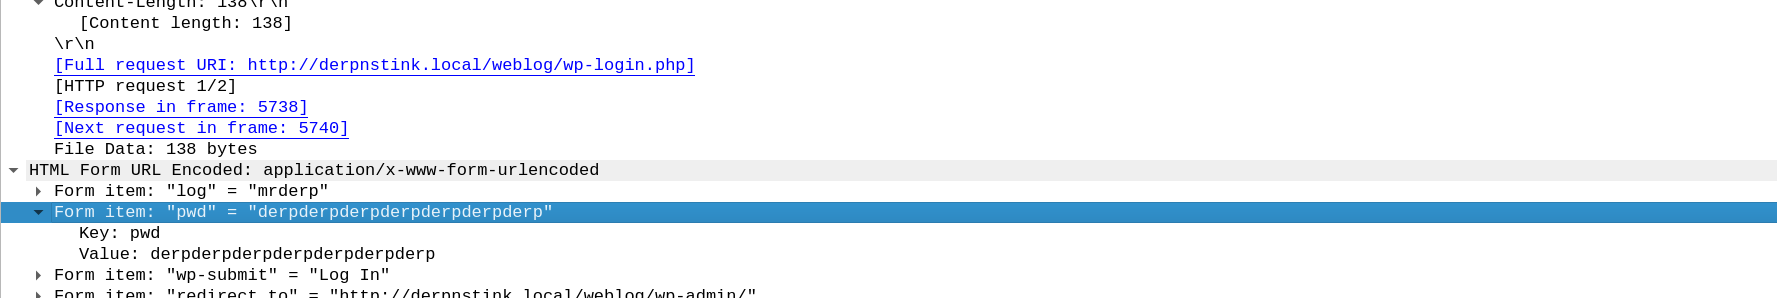 Content-Length: 138\r\n
[Content length: 138]
\r\n
[Full request URI: http://derpnstink.local/weblog/wp-login.php]
[HTTP request 1/2]
[Response in frame: 5738]
[Next request in frame: 5740]
File Data: 138 bytes
HTML Form URL Encoded: application/x-www-form-urlencoded
Form item: "log" = "mrderp"
Form item: "pwd" = "derpderpderpderpderpderpderp"
Key: pwd
Value: derpderpderpderpderpderpderp
Form item: "wp-submit" = "Log In"
Form item: "redirect_to" = "http://derpnstink.local/weblog/wp-admin/"